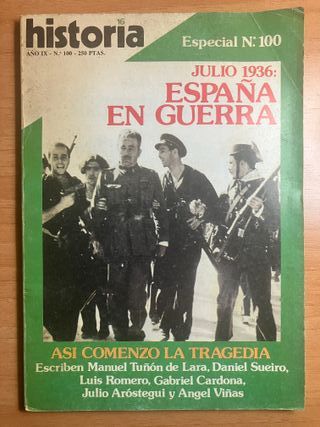 historia
16
AÑO IX - N.º 100 - 250 PTAS.
Especial N.º 100
JULIO 1936:
ESPAÑA
EN GUERRA
ASI COMENZO LA TRAGEDIA
Escriben Manuel Tuñón de Lara, Daniel Sueiro,
Luis Romero, Gabriel Cardona,
Julio Aróstegui y Angel Viñas